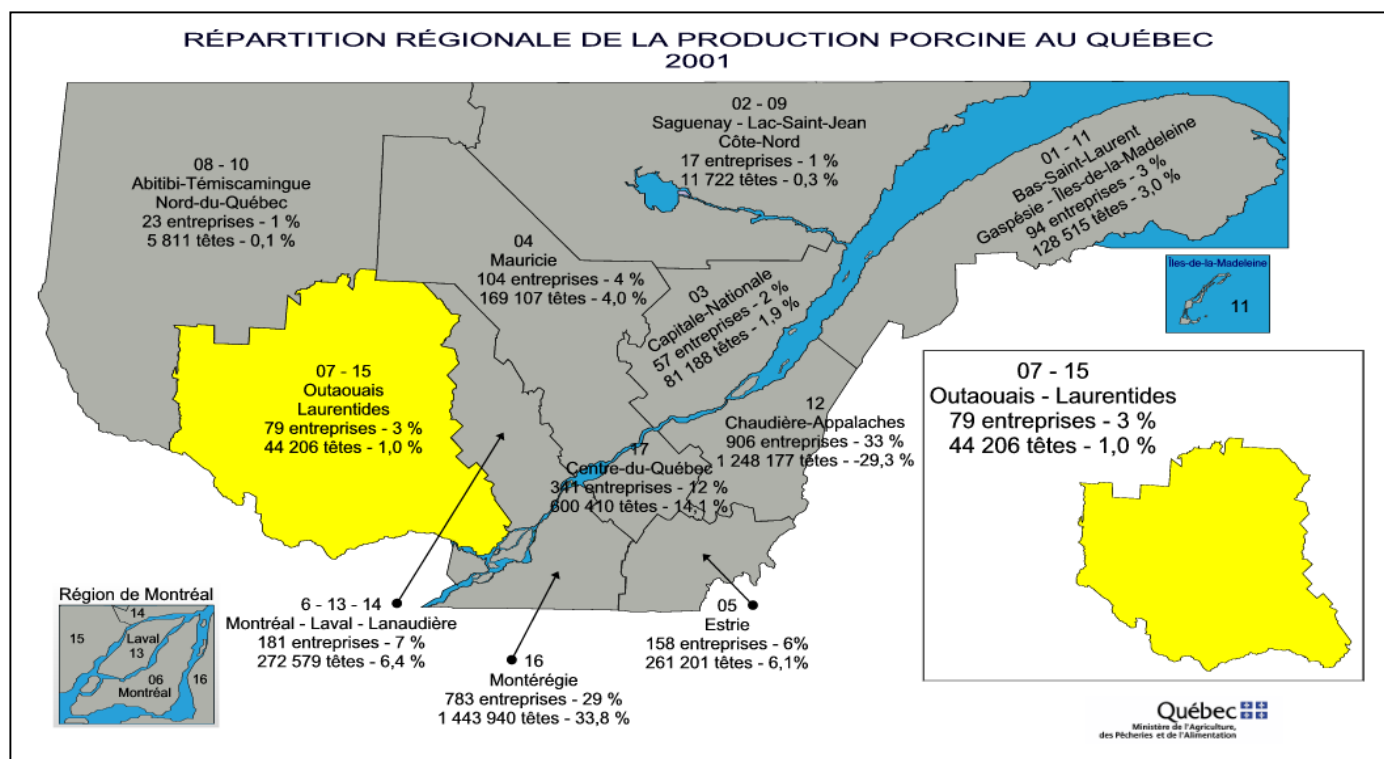 RÉPARTITION RÉGIONALE DE LA PRODUCTION PORCINE AU QUÉBEC
2001
02 - 09
Saguenay - Lac-Saint-Jean
Côte-Nord
17 entreprises - 1 %
11 722 têtes - 0,3 %
01 - 11
Bas-Saint-Laurent
Gaspésie - Îles-de-la-Madeleine
94 entreprises - 3 %
128 515 têtes - 3,0 %
08 - 10
Abitibi-Témiscamingue
Nord-du-Québec
23 entreprises - 1 %
5 811 têtes - 0,1 %
04
Mauricie
104 entreprises - 4 %
169 107 têtes - 4,0 %
03
Capitale-Nationale
57 entreprises - 2 %
81 188 têtes - 1,9 %
Îles-de-la-Madeleine
11
07 - 15
Outaouais
Laurentides
79 entreprises - 3 %
44 206 têtes - 1,0 %
12
Chaudière-Appalaches
906 entreprises - 33 %
1 248 177 têtes - -29,3 %
17
Centre-du-Québec
341 entreprises - 12 %
600 410 têtes - 14,1 %
07 - 15
Outaouais - Laurentides
79 entreprises - 3 %
44 206 têtes - 1,0 %
Région de Montréal
14
15
Laval
13
06
Montréal
16
6 - 13 - 14
Montréal - Laval - Lanaudière
181 entreprises - 7 %
272 579 têtes - 6,4 %
16
Montérégie
783 entreprises - 29 %
1 443 940 têtes - 33,8 %
05
Estrie
158 entreprises - 6%
261 201 têtes - 6,1%
Québec
Ministère de l'Agriculture,
des Pêcheries et de l'Alimentation